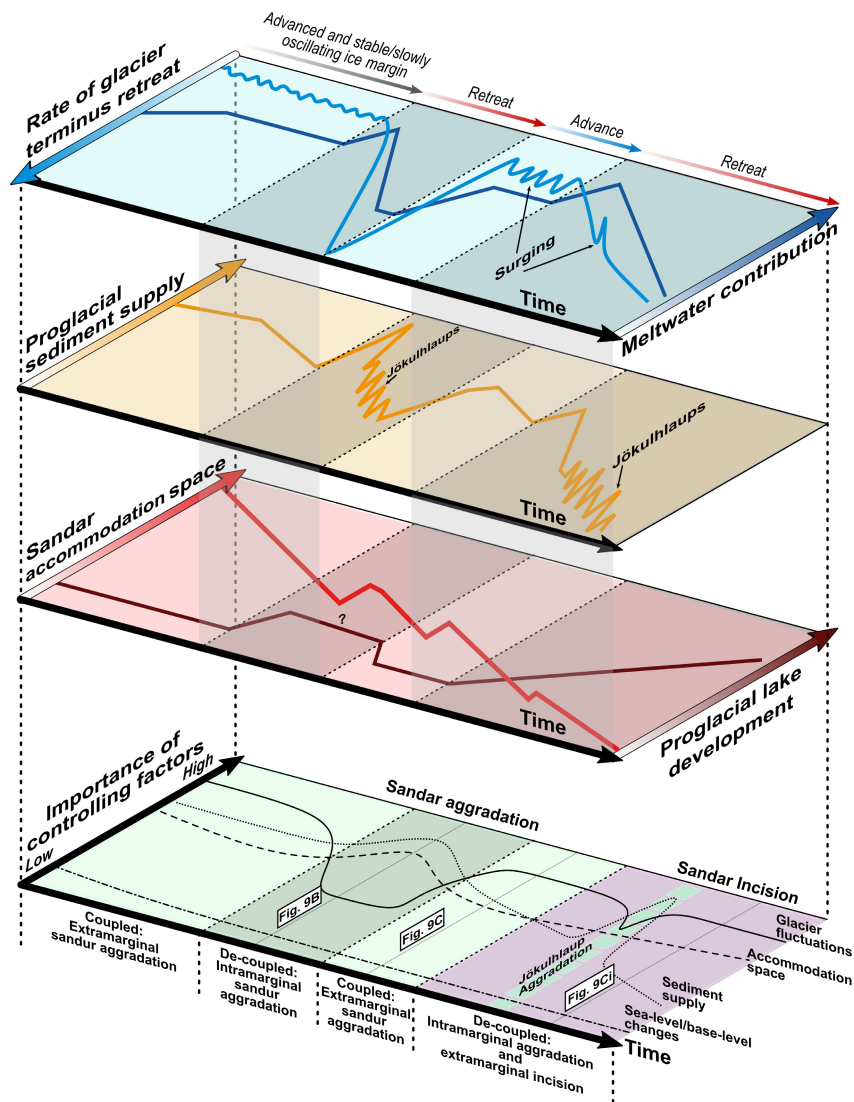 Advanced and stable/slowly
oscillating ice margin
Retreat
Advance
Retreat
Rate of glacier
terminus retreat
Surging
Time
Meltwater contribution
Proglacial
sediment supply
Jökulhlaups
Jökulhlaups
Time
Sandar
accommodation space
?
Time
Proglacial lake
development
Importance of
controlling factors
High
Low
Sandar aggradation
Sandar Incision
Fig. 9B
Fig. 9C
Jökulhlaup
Aggradation
Fig. 9Ci
Glacier
fluctuations
Accommodation
space
Sediment
supply
Sea-level/base-level
changes
Time
Coupled:
Extramarginal
sandur aggradation
De-coupled:
Intramarginal
sandur
aggradation
Coupled:
Extramarginal
sandur
aggradation
De-coupled:
Intramarginal aggradation
and
extramarginal incision